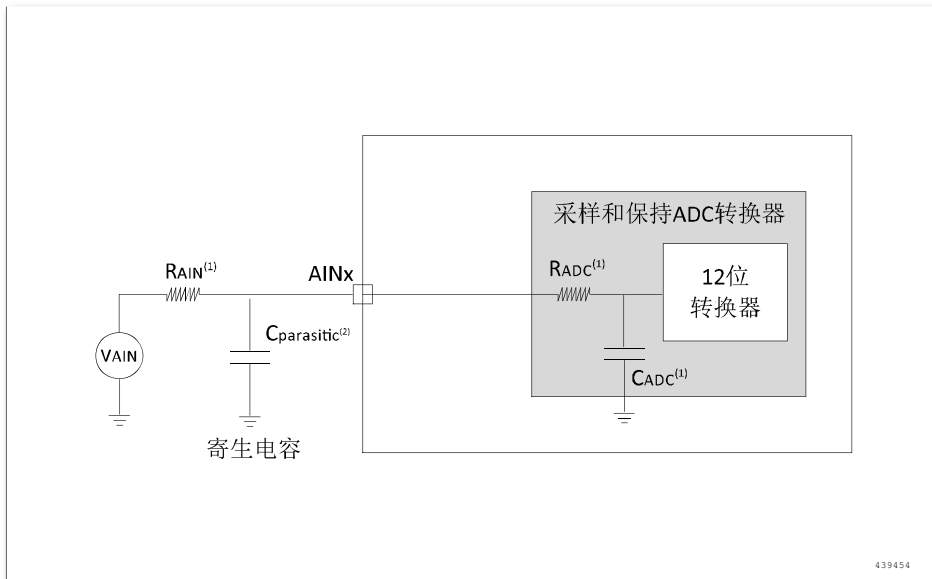 采样和保持ADC转换器
RAIN(1)
AINx
RADC(1)
12位
转换器
Cparasitic(2)
VAIN
CADC(1)
寄生电容
439454